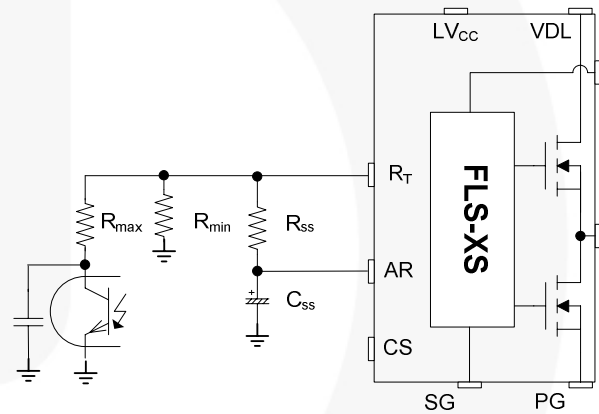 LVCC
VDL
RT
FLS-XS
Rmax
Rmin
Rss
AR
+
Css
CS
SG
PG